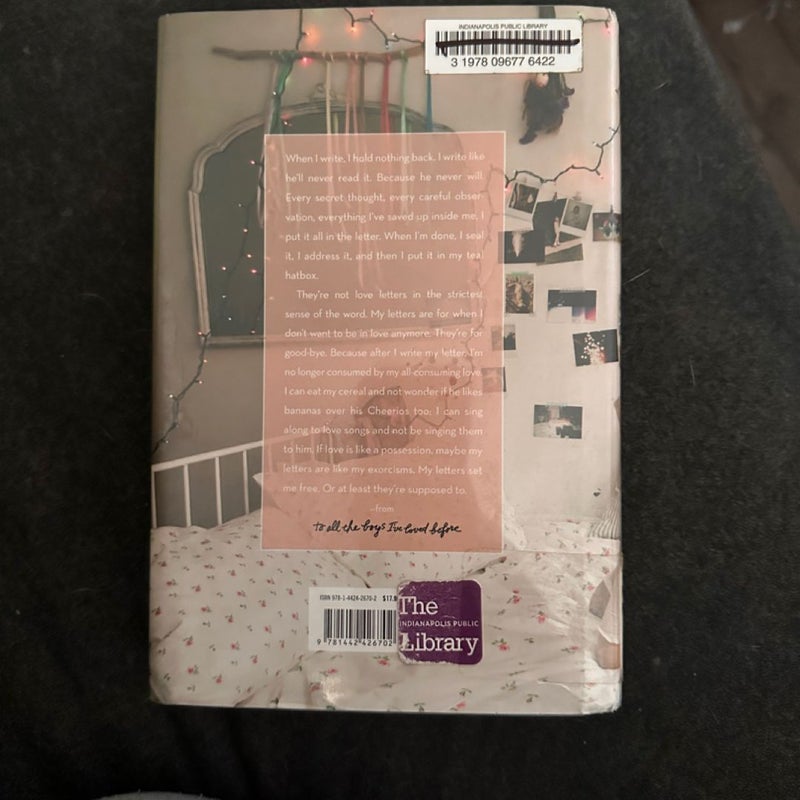 INDIANAPOLIS PUBLIC LIBRARY
3 1978 09677 6422
When I write, I hold nothing back. I write like
he'll never read it. Because he never will.
Every secret thought, every careful obser-
vation, everything I've saved up inside me, I
put it all in the letter. When I'm done, I seal
it, I address it, and then I put it in my teal
hatbox.
They're not love letters in the strictest
sense of the word. My letters are for when I
don't want to be in love anymore. They're for
good-bye. Because after I write my letter, I'm
no longer consumed by my all-consuming love.
I can eat my cereal and not wonder if he likes
bananas over his Cheerios too; I can sing
along to love songs and not be singing them
to him. If love is like a possession, maybe my
letters are like my exorcisms. My letters set
me free. Or at least they're supposed to.
—from
to all the boys I've loved before
ISBN 978-1-4424-2670-2 $17.9
9 781442 426702
The
INDIANAPOLIS PUBLIC
Library